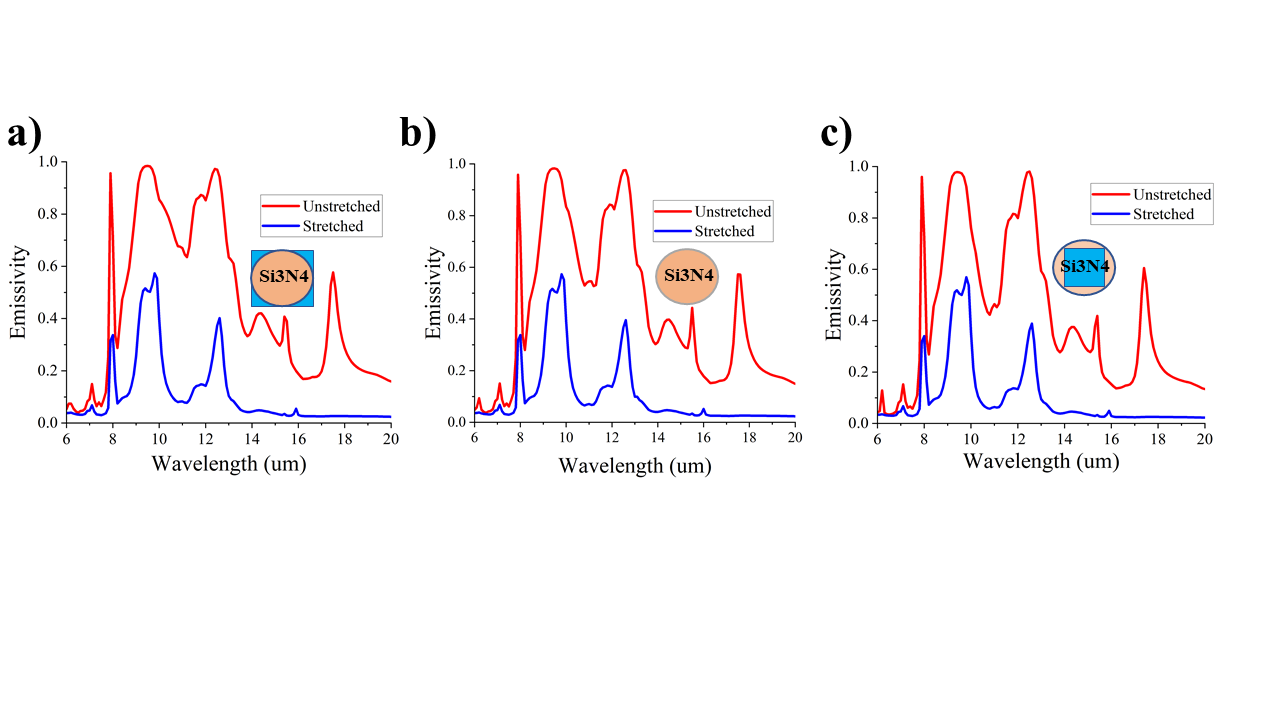 a)
1.0
0.8
0.6
0.4
0.2
0.0
Emissivity
Unstretched
Stretched
Si3N4
6 8 10 12 14 16 18 20
Wavelength (um)
b)
1.0
0.8
0.6
0.4
0.2
0.0
Emissivity
Unstretched
Stretched
Si3N4
6 8 10 12 14 16 18 20
Wavelength (um)
c)
1.0
0.8
0.6
0.4
0.2
0.0
Emissivity
Unstretched
Stretched
Si3N4
6 8 10 12 14 16 18 20
Wavelength (um)